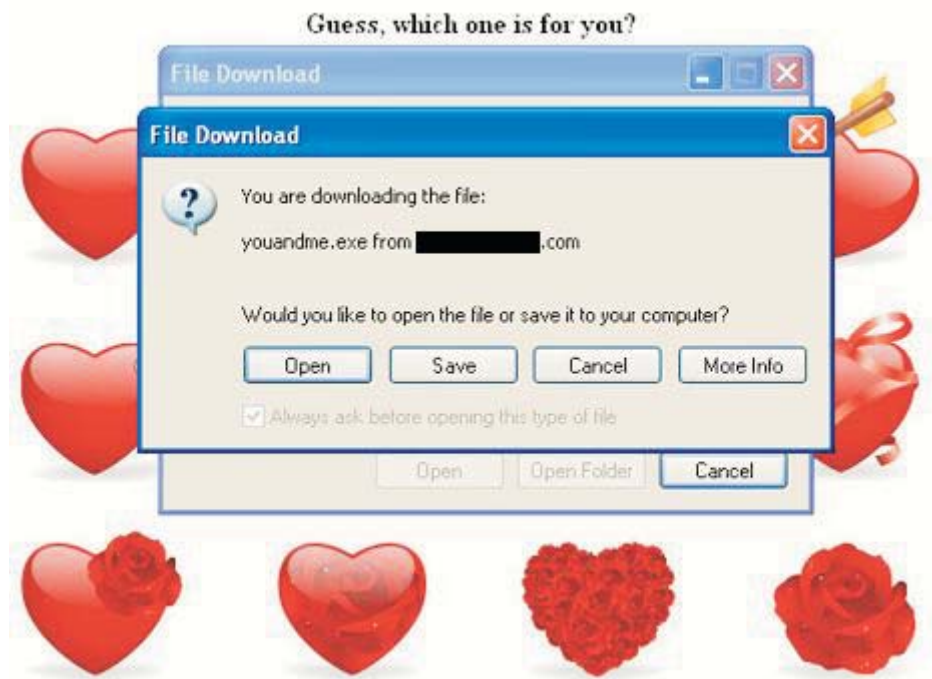 Guess, which one is for you?
File Download
File Download
You are downloading the file:
youandme.exe from .com
Would you like to open the file or save it to your computer?
Open Save Cancel More Info
Always ask before opening this type of file
Open Open Folder Cancel